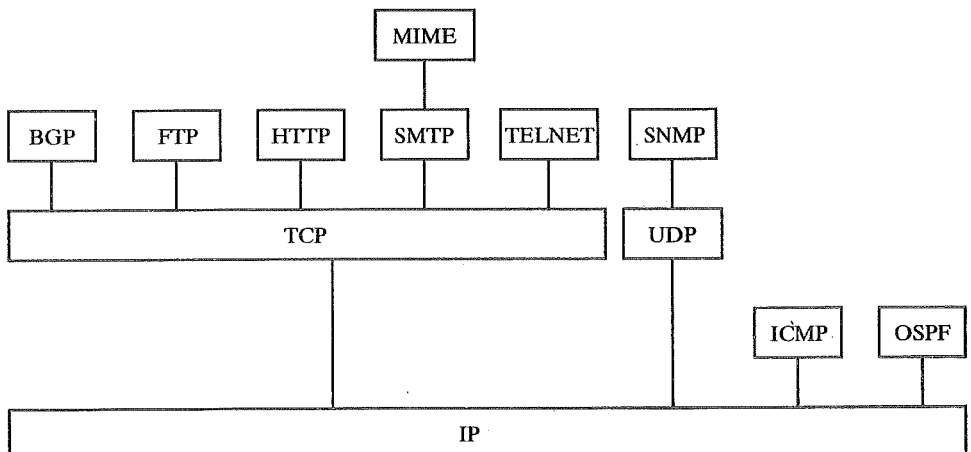 MIME
BGP FTP HTTP SMTP TELNET SNMP
TCP UDP
ICMP OSPF
IP